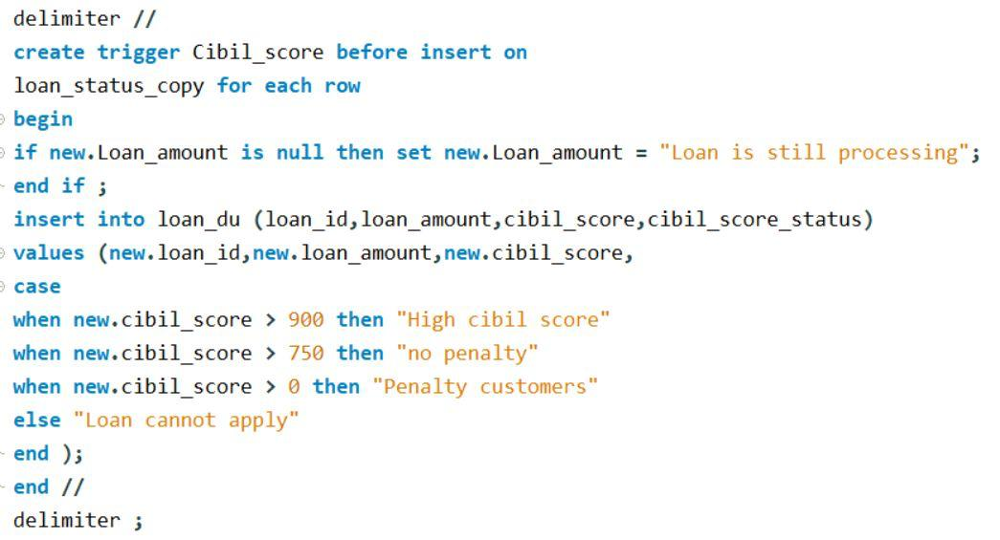 delimiter //
create trigger Cibil_score before insert on
loan_status_copy for each row
begin
if new.Loan_amount is null then set new.Loan_amount = "Loan is still processing";
end if ;
insert into loan_du (loan_id,loan_amount,cibil_score,cibil_score_status)
values (new.loan_id,new.loan_amount,new.cibil_score,
case
when new.cibil_score > 900 then "High cibil score"
when new.cibil_score > 750 then "no penalty"
when new.cibil_score > 0 then "Penalty customers"
else "Loan cannot apply"
end );
end //
delimiter ;